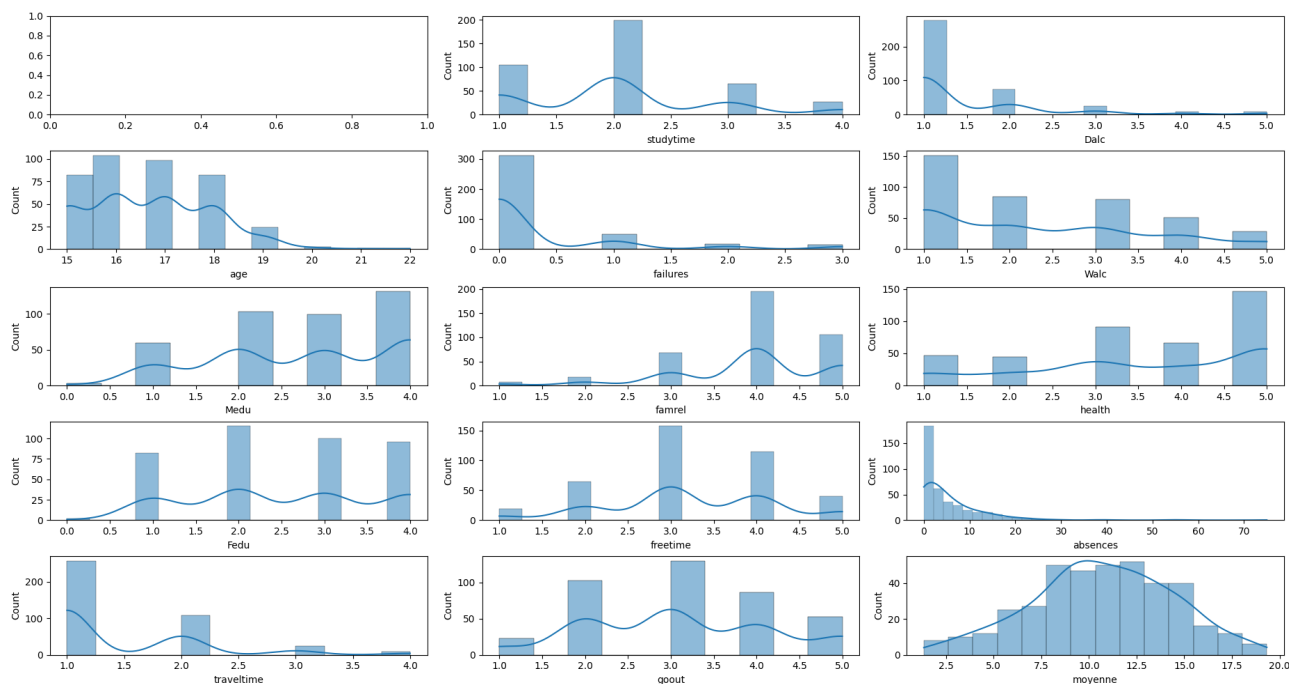 1.0
0.8
0.6
0.4
0.2
0.0
0.0 0.2 0.4 0.6 0.8 1.0
Count
200
150
100
50
0
1.0 1.5 2.0 2.5 3.0 3.5 4.0
studytime
Count
200
100
0
1.0 1.5 2.0 2.5 3.0 3.5 4.0 4.5 5.0
Dalc
Count
100
75
50
25
0
15 16 17 18 19 20 21 22
age
Count
300
200
100
0
0.0 0.5 1.0 1.5 2.0 2.5 3.0
failures
Count
150
100
50
0
1.0 1.5 2.0 2.5 3.0 3.5 4.0 4.5 5.0
Walc
Count
100
50
0
0.0 0.5 1.0 1.5 2.0 2.5 3.0 3.5 4.0
Medu
Count
200
150
100
50
0
1.0 1.5 2.0 2.5 3.0 3.5 4.0 4.5 5.0
famrel
Count
150
100
50
0
1.0 1.5 2.0 2.5 3.0 3.5 4.0 4.5 5.0
health
Count
100
75
50
25
0
0.0 0.5 1.0 1.5 2.0 2.5 3.0 3.5 4.0
Fedu
Count
150
100
50
0
1.0 1.5 2.0 2.5 3.0 3.5 4.0 4.5 5.0
freetime
Count
150
100
50
0
0 10 20 30 40 50 60 70
absences
Count
200
100
0
1.0 1.5 2.0 2.5 3.0 3.5 4.0
traveltime
Count
100
50
0
1.0 1.5 2.0 2.5 3.0 3.5 4.0 4.5 5.0
goout
Count
40
20
0
2.5 5.0 7.5 10.0 12.5 15.0 17.5 20.0
moyenne